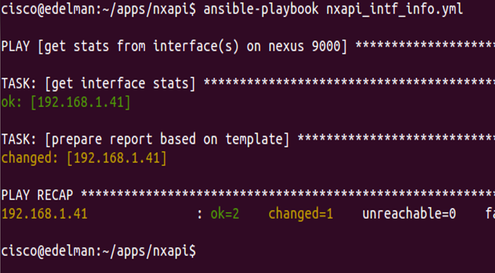 cisco@edelman:~/apps/nxapi$ ansible-playbook nxapi_intf_info.yml
PLAY [get stats from interface(s) on nexus 9000] *******************
TASK: [get interface stats] ****************************************
ok: [192.168.1.41]
TASK: [prepare report based on template] ***************************
changed: [192.168.1.41]
PLAY RECAP *********************************************************
192.168.1.41 : ok=2 changed=1 unreachable=0 fa
cisco@edelman:~/apps/nxapi$